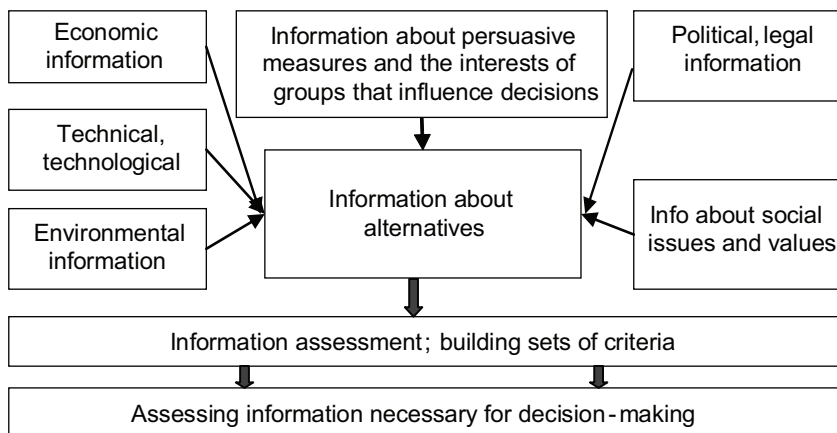 Economic
information
Information about persuasive
measures and the interests of
groups that influence decisions
Political, legal
information
Technical,
technological
Information about
alternatives
Environmental
information
Info about social
issues and values
Information assessment; building sets of criteria
Assessing information necessary for decision-making